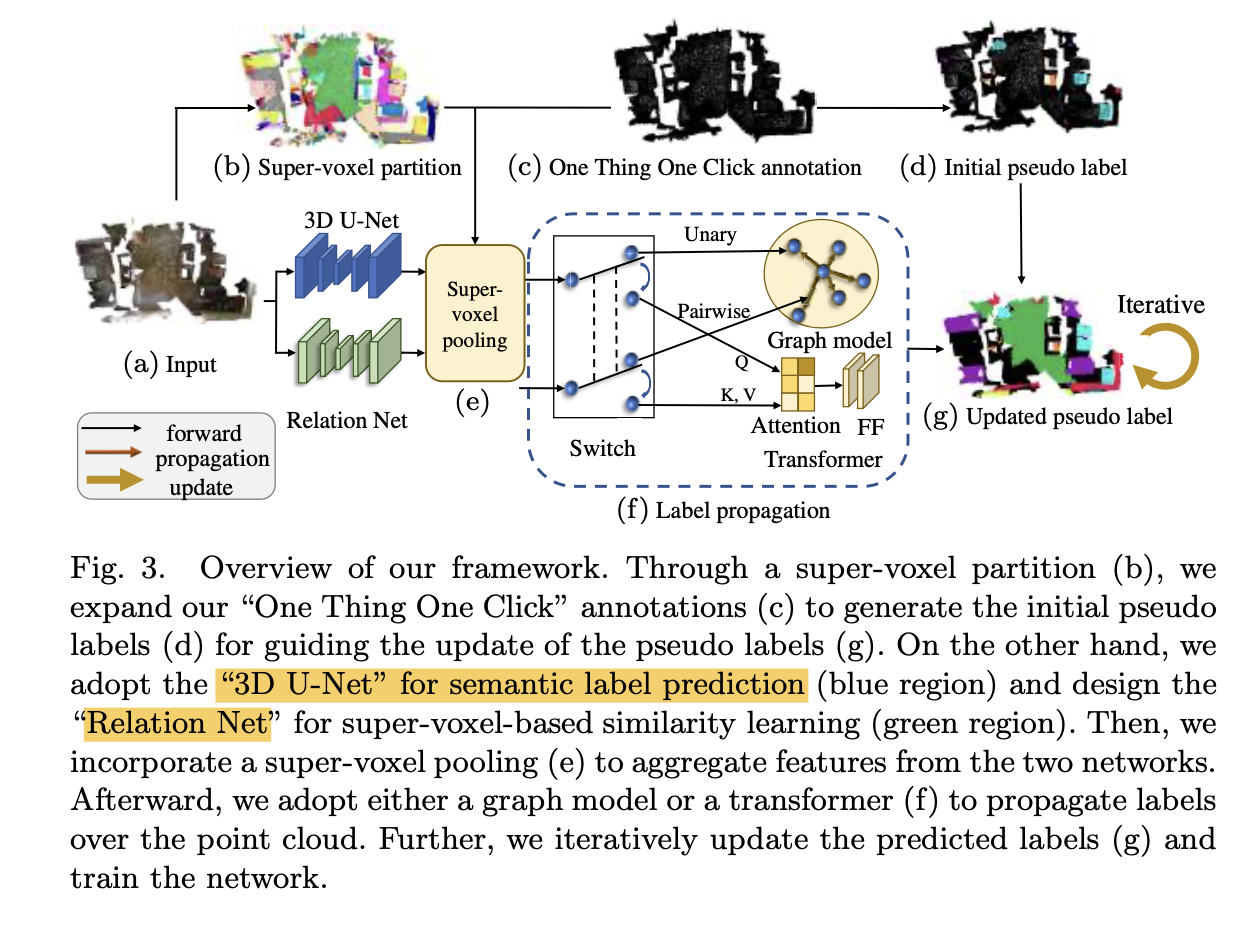 (b) Super-voxel partition
(c) One Thing One Click annotation
(d) Initial pseudo label
3D U-Net
Unary
Super-
voxel
pooling
Pairwise
Iterative
Graph model
(a) Input
Q
K, V
(e)
Relation Net
Attention
FF
(g) Updated pseudo label
forward
propagation
update
Switch
Transformer
(f) Label propagation
Fig. 3. Overview of our framework. Through a super-voxel partition (b), we
expand our “One Thing One Click” annotations (c) to generate the initial pseudo
labels (d) for guiding the update of the pseudo labels (g). On the other hand, we
adopt the “3D U-Net” for semantic label prediction (blue region) and design the
“Relation Net” for super-voxel-based similarity learning (green region). Then, we
incorporate a super-voxel pooling (e) to aggregate features from the two networks.
Afterward, we adopt either a graph model or a transformer (f) to propagate labels
over the point cloud. Further, we iteratively update the predicted labels (g) and
train the network.